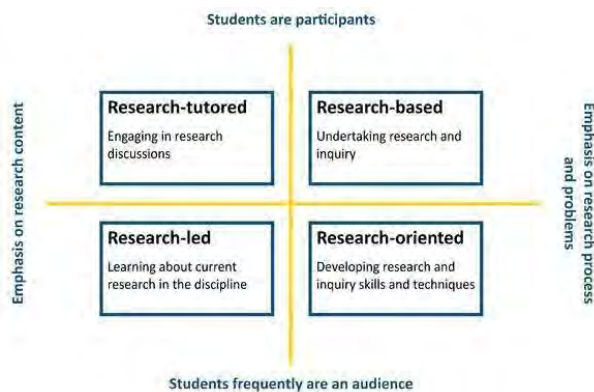 Students are participants
Emphasis on research content
Research-tutored
Engaging in research
discussions
Research-based
Undertaking research and
inquiry
Emphasis on research process
and problems
Research-led
Learning about current
research in the discipline
Research-oriented
Developing research and
inquiry skills and techniques
Students frequently are an audience